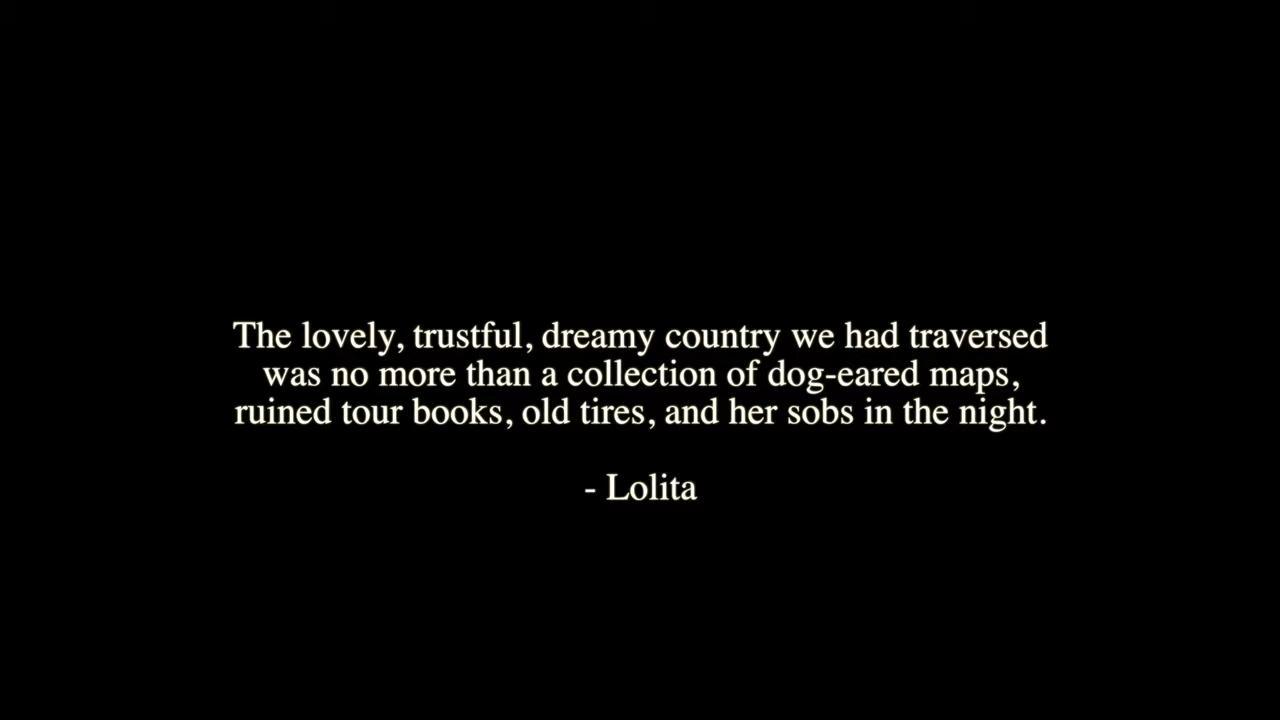 The lovely, trustful, dreamy country we had traversed
was no more than a collection of dog-eared maps,
ruined tour books, old tires, and her sobs in the night.
- Lolita